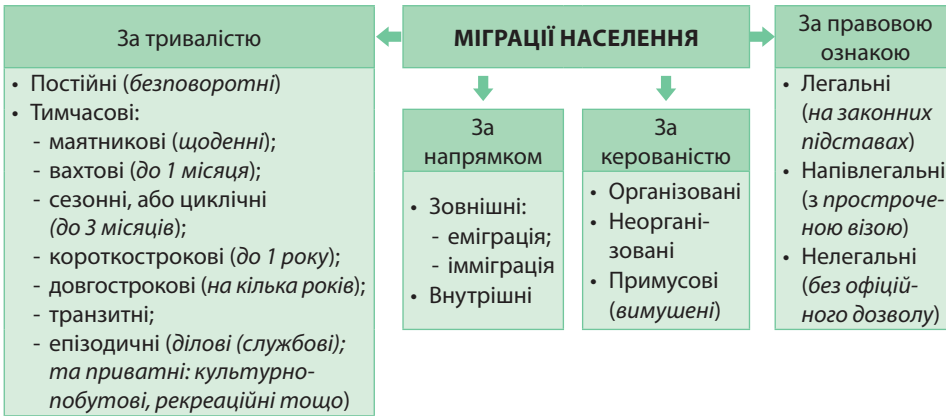 МІГРАЦІЇ НАСЕЛЕННЯ
За тривалістю
• Постійні (безповоротні)
• Тимчасові:
- маятникові (щоденні);
- вахтові (до 1 місяця);
- сезонні, або циклічні
(до 3 місяців);
- короткострокові (до 1 року);
- довгострокові (на кілька років);
- транзитні;
- епізодичні (ділові (службові);
та приватні: культурно-
побутові, рекреаційні тощо)
За
напрямком
• Зовнішні:
- еміграція;
- імміграція
• Внутрішні
За
керованістю
• Організовані
• Неоргані-
зовані
• Примусові
(вимушені)
За правовою
ознакою
• Легальні
(на законних
підставах)
• Напівлегальні
(з простроче-
ною візою)
• Нелегальні
(без офіцій-
ного дозволу)